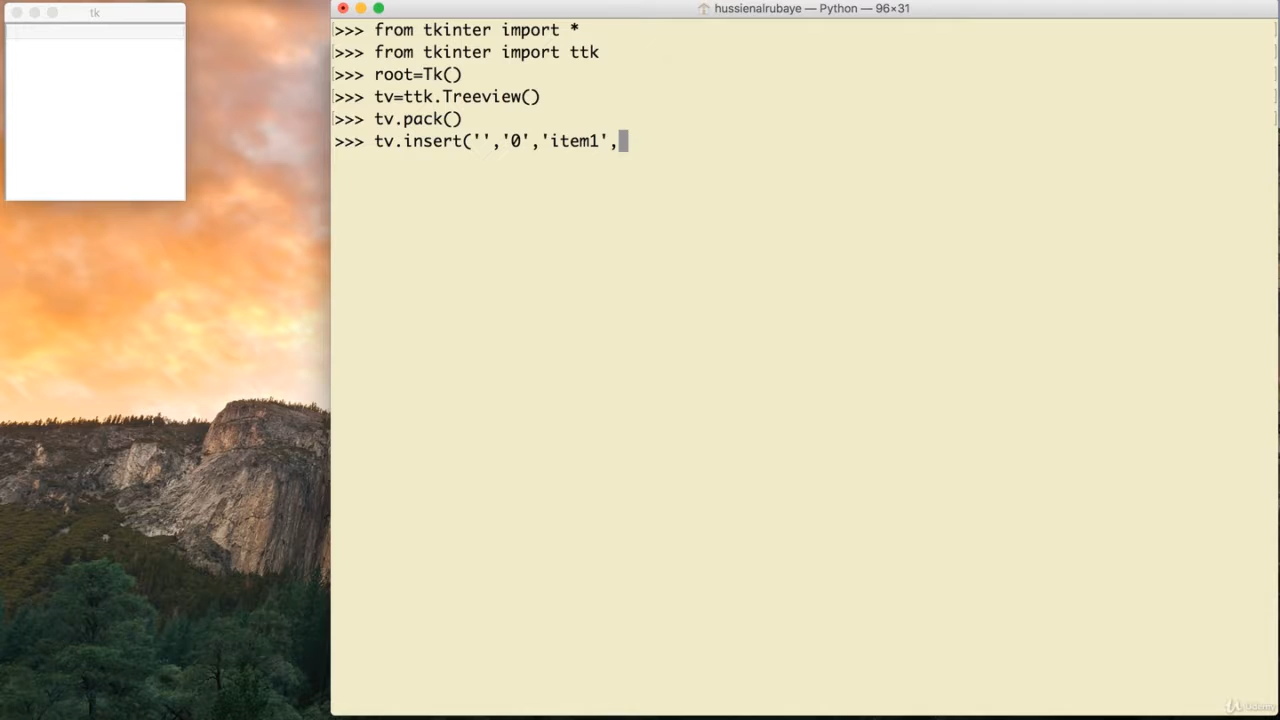 tk
hussienalrubaye — Python — 96×31
>>> from tkinter import *
>>> from tkinter import ttk
>>> root=Tk()
>>> tv=ttk.Treeview()
>>> tv.pack()
>>> tv.insert('','0','item1',
Udemy